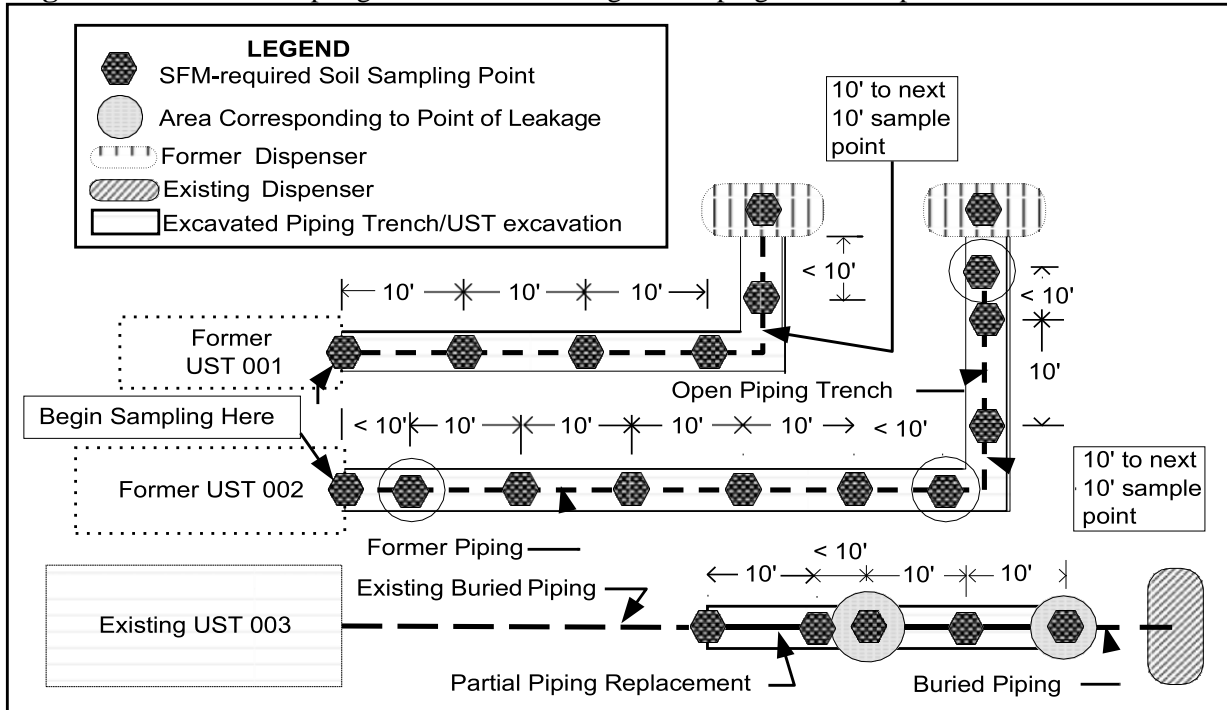 LEGEND
SFM-required Soil Sampling Point
Area Corresponding to Point of Leakage
Former Dispenser
Existing Dispenser
Excavated Piping Trench/UST excavation
10' to next
10' sample
point
< 10'
10'
10'
10'
< 10'
Former
UST 001
Open Piping Trench
10'
Begin Sampling Here
< 10'
10'
10'
10'
10'
< 10'
Former UST 002
10' to next
10' sample
point
Former Piping
< 10'
Existing Buried Piping
10'
10'
10'
Existing UST 003
Partial Piping Replacement
Buried Piping